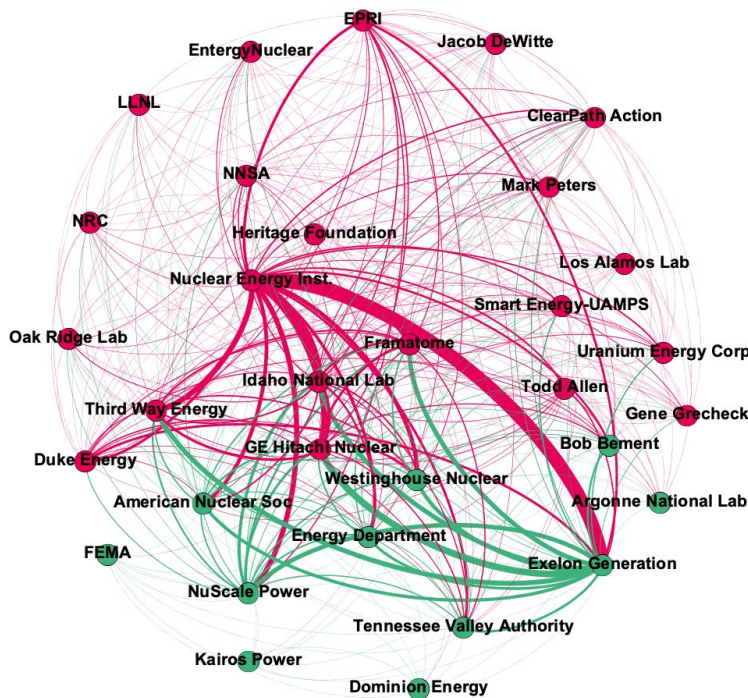 EPRI
Jacob DeWitte
EntergyNuclear
LLNL
ClearPath Action
NNSA
Mark Peters
NRC
Heritage Foundation
Los Alamos Lab
Nuclear Energy Inst.
Smart Energy-UAMPS
Oak Ridge Lab
Framatome
Uranium Energy Corp
Idaho National Lab
Todd Allen
Third Way Energy
Gene Grecheck
GE Hitachi Nuclear
Bob Bement
Duke Energy
Westinghouse Nuclear
American Nuclear Soc
Argonne National Lab
Energy Department
FEMA
Exelon Generation
NuScale Power
Tennessee Valley Authority
Kairos Power
Dominion Energy